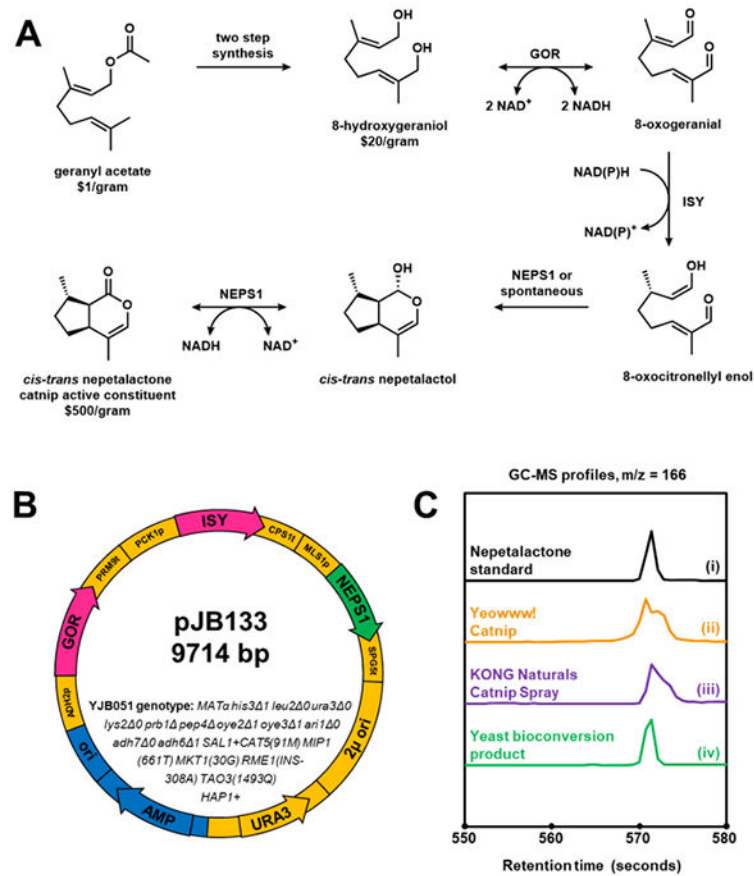 A
O
O
geranyl acetate
$1/gram
two step
synthesis
OH
OH
8-hydroxygeraniol
$20/gram
GOR
2 NAD⁺
2 NADH
O
O
8-oxogeranial
NAD(P)H
ISY
NAD(P)⁺
O
O
cis-trans nepetalactone
catnip active constituent
$500/gram
NEPS1
NADH
NAD⁺
OH
O
cis-trans nepetalactol
NEPS1 or
spontaneous
OH
O
8-oxocitronellyl enol
B
ISY
CPS1t
MLS1p
NEPS1
SPG5t
2µ ori
URA3
AMP
ori
ADH2p
GOR
PRM9t
PCK1p
pJB133
9714 bp
YJB051 genotype: MATα his3Δ1 leu2Δ0 ura3Δ0
lys2Δ0 prb1Δ pep4Δ oye2Δ1 oye3Δ1 ari1Δ0
adh7Δ0 adh6Δ1 SAL1+CAT5(91M) MIP1
(661T) MKT1(30G) RME1(INS-
308A) TAO3(1493Q)
HAP1+
C
GC-MS profiles, m/z = 166
Nepetalactone
standard
(i)
Yeowww!
Catnip
(ii)
KONG Naturals
Catnip Spray
(iii)
Yeast bioconversion
product
(iv)
550
560
570
580
Retention time (seconds)